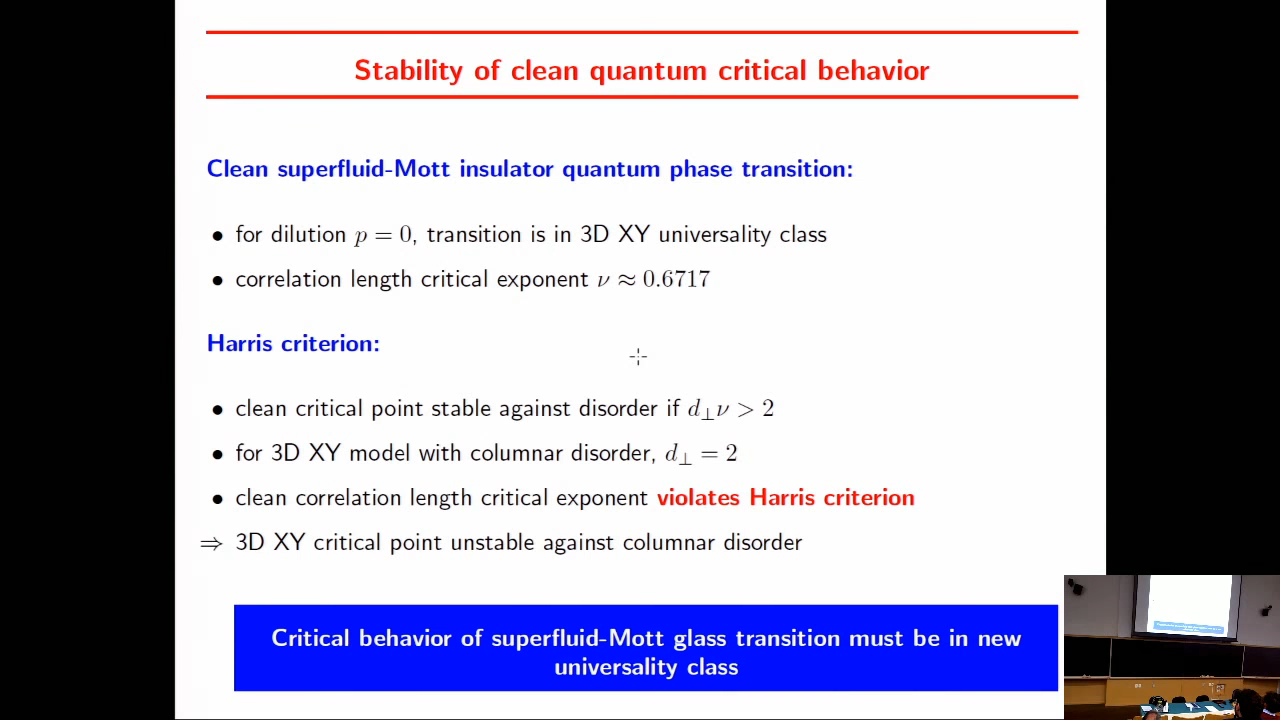 Stability of clean quantum critical behavior
Clean superfluid-Mott insulator quantum phase transition:
• for dilution p = 0, transition is in 3D XY universality class
• correlation length critical exponent ν ≈ 0.6717
Harris criterion:
• clean critical point stable against disorder if d⊥ν > 2
• for 3D XY model with columnar disorder, d⊥ = 2
• clean correlation length critical exponent violates Harris criterion
⇒ 3D XY critical point unstable against columnar disorder
Critical behavior of superfluid-Mott glass transition must be in new
universality class